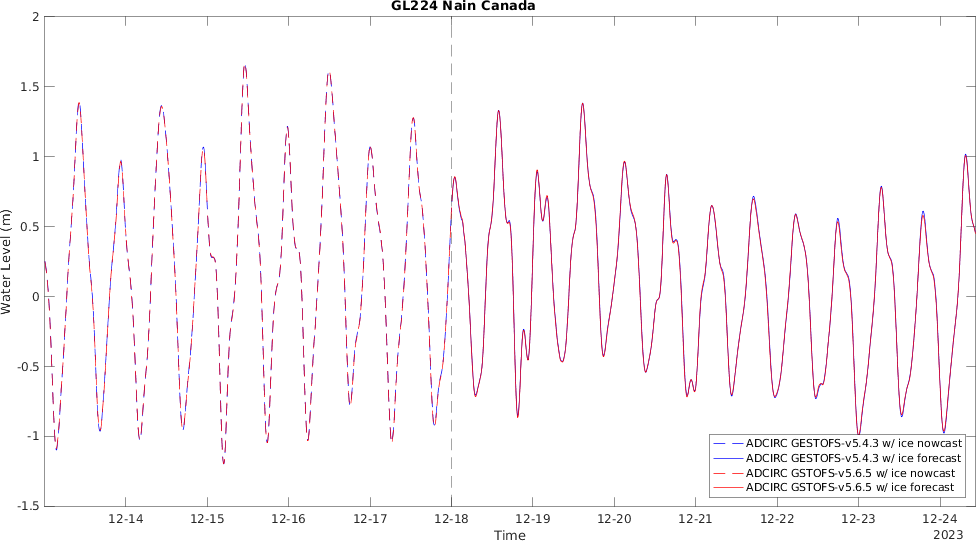 GL224 Nain Canada
2
1.5
1
0.5
0
-0.5
-1
-1.5
Water Level (m)
12-14 12-15 12-16 12-17 12-18 12-19 12-20 12-21 12-22 12-23 12-24
Time
2023
ADCIRC GESTOFS-v5.4.3 w/ ice nowcast
ADCIRC GESTOFS-v5.4.3 w/ ice forecast
ADCIRC GSTOFS-v5.6.5 w/ ice nowcast
ADCIRC GSTOFS-v5.6.5 w/ ice forecast